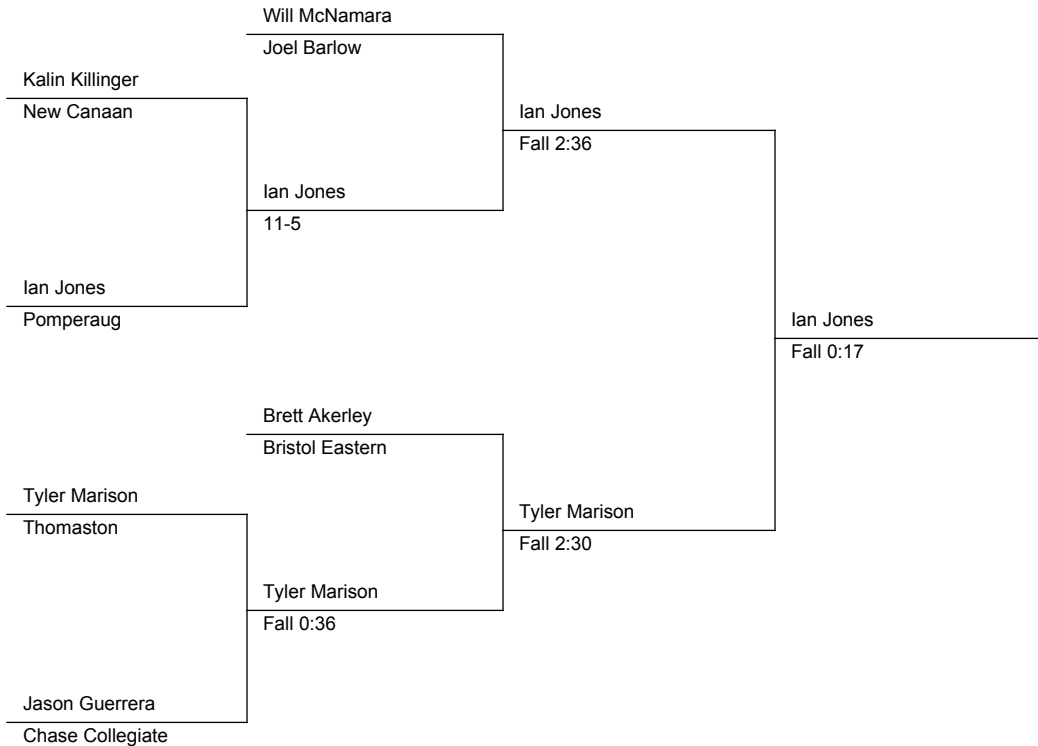 Will McNamara
Joel Barlow
Kalin Killinger
New Canaan
Ian Jones
Fall 2:36
Ian Jones
11-5
Ian Jones
Pomperaug
Ian Jones
Fall 0:17
Brett Akerley
Bristol Eastern
Tyler Marison
Thomaston
Tyler Marison
Fall 2:30
Tyler Marison
Fall 0:36
Jason Guerrera
Chase Collegiate